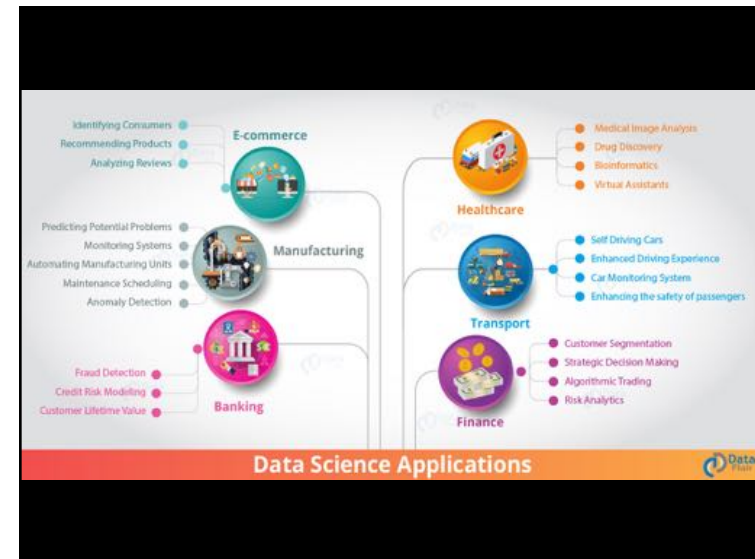 E-commerce
Identifying Consumers
Recommending Products
Analyzing Reviews
Manufacturing
Predicting Potential Problems
Monitoring Systems
Automating Manufacturing Units
Maintenance Scheduling
Anomaly Detection
Banking
Fraud Detection
Credit Risk Modeling
Customer Lifetime Value
Healthcare
Medical Image Analysis
Drug Discovery
Bioinformatics
Virtual Assistants
Transport
Self Driving Cars
Enhanced Driving Experience
Car Monitoring System
Enhancing the safety of passengers
Finance
Customer Segmentation
Strategic Decision Making
Algorithmic Trading
Risk Analytics
Data Science Applications
Data
Flair